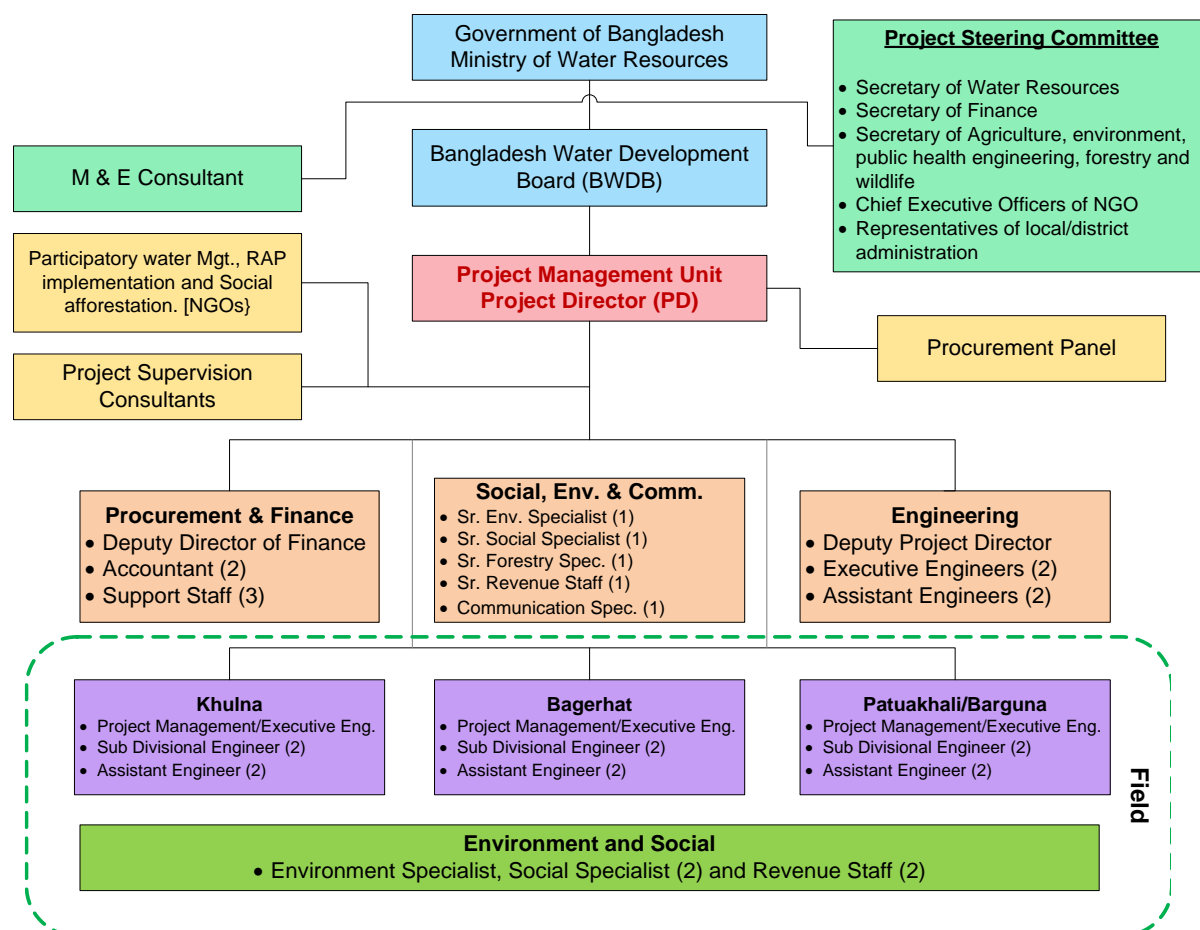 Government of Bangladesh
Ministry of Water Resources
Project Steering Committee
• Secretary of Water Resources
• Secretary of Finance
• Secretary of Agriculture, environment,
public health engineering, forestry and
wildlife
• Chief Executive Officers of NGO
• Representatives of local/district
administration
M & E Consultant
Bangladesh Water Development
Board (BWDB)
Participatory water Mgt., RAP
implementation and Social
afforestation. [NGOs}
Project Management Unit
Project Director (PD)
Procurement Panel
Project Supervision
Consultants
Procurement & Finance
• Deputy Director of Finance
• Accountant (2)
• Support Staff (3)
Social, Env. & Comm.
• Sr. Env. Specialist (1)
• Sr. Social Specialist (1)
• Sr. Forestry Spec. (1)
• Sr. Revenue Staff (1)
• Communication Spec. (1)
Engineering
• Deputy Project Director
• Executive Engineers (2)
• Assistant Engineers (2)
Khulna
• Project Management/Executive Eng.
• Sub Divisional Engineer (2)
• Assistant Engineer (2)
Bagerhat
• Project Management/Executive Eng.
• Sub Divisional Engineer (2)
• Assistant Engineer (2)
Patuakhali/Barguna
• Project Management/Executive Eng.
• Sub Divisional Engineer (2)
• Assistant Engineer (2)
Field
Environment and Social
• Environment Specialist, Social Specialist (2) and Revenue Staff (2)